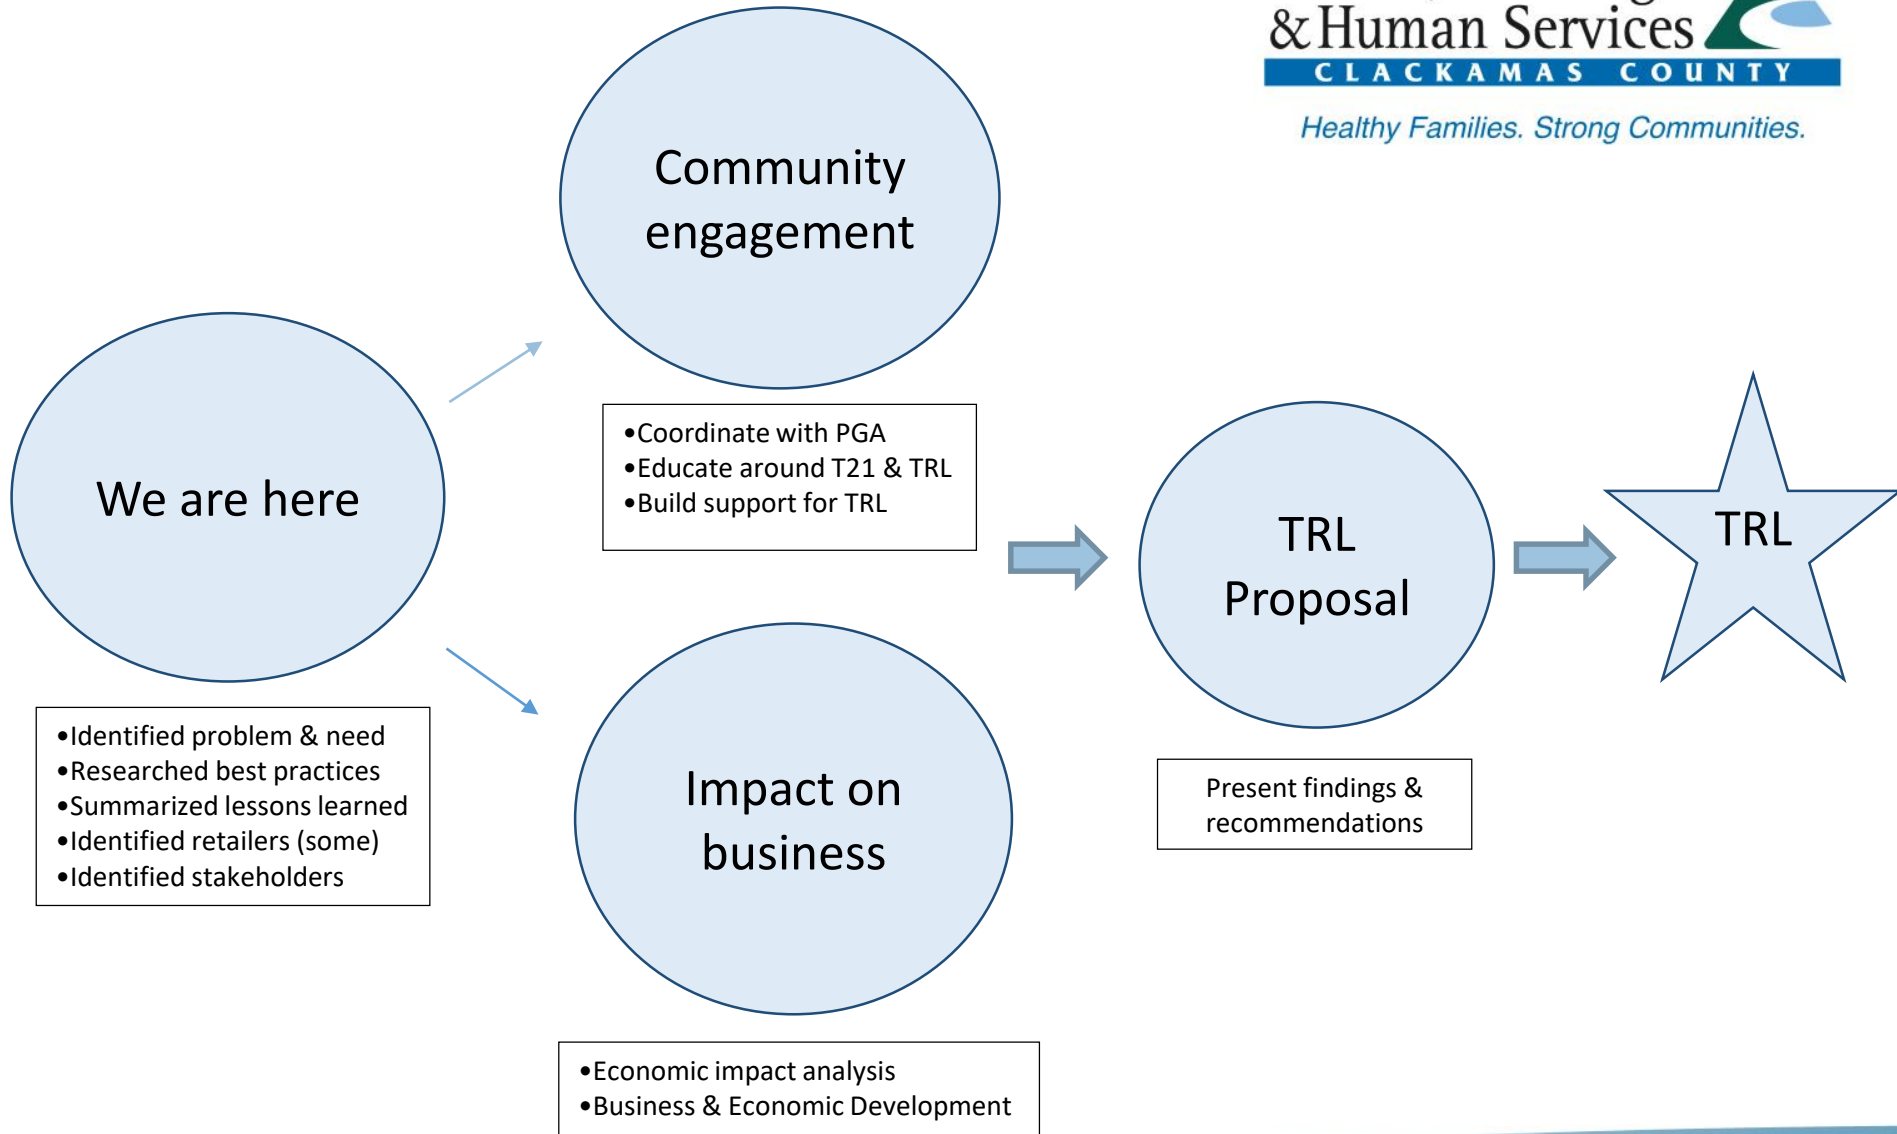 & Human Services
CLACKAMAS COUNTY
Healthy Families. Strong Communities.
Community
engagement
•Coordinate with PGA
•Educate around T21 & TRL
•Build support for TRL
We are here
•Identified problem & need
•Researched best practices
•Summarized lessons learned
•Identified retailers (some)
•Identified stakeholders
Impact on
business
•Economic impact analysis
•Business & Economic Development
TRL
Proposal
Present findings &
recommendations
TRL